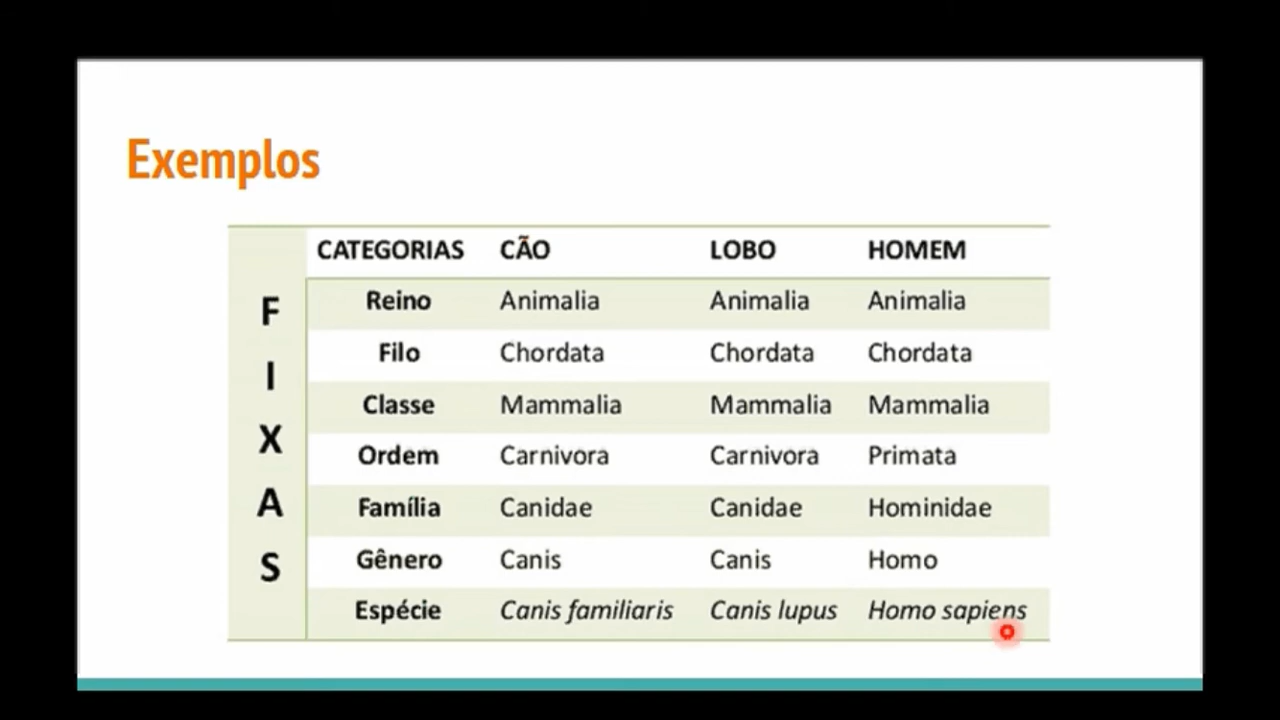 Exemplos
CATEGORIAS CÃO LOBO HOMEM
Reino Animalia Animalia Animalia
Filo Chordata Chordata Chordata
Classe Mammalia Mammalia Mammalia
Ordem Carnivora Carnivora Primata
Família Canidae Canidae Hominidae
Gênero Canis Canis Homo
Espécie Canis familiaris Canis lupus Homo sapiens
F
I
X
A
S